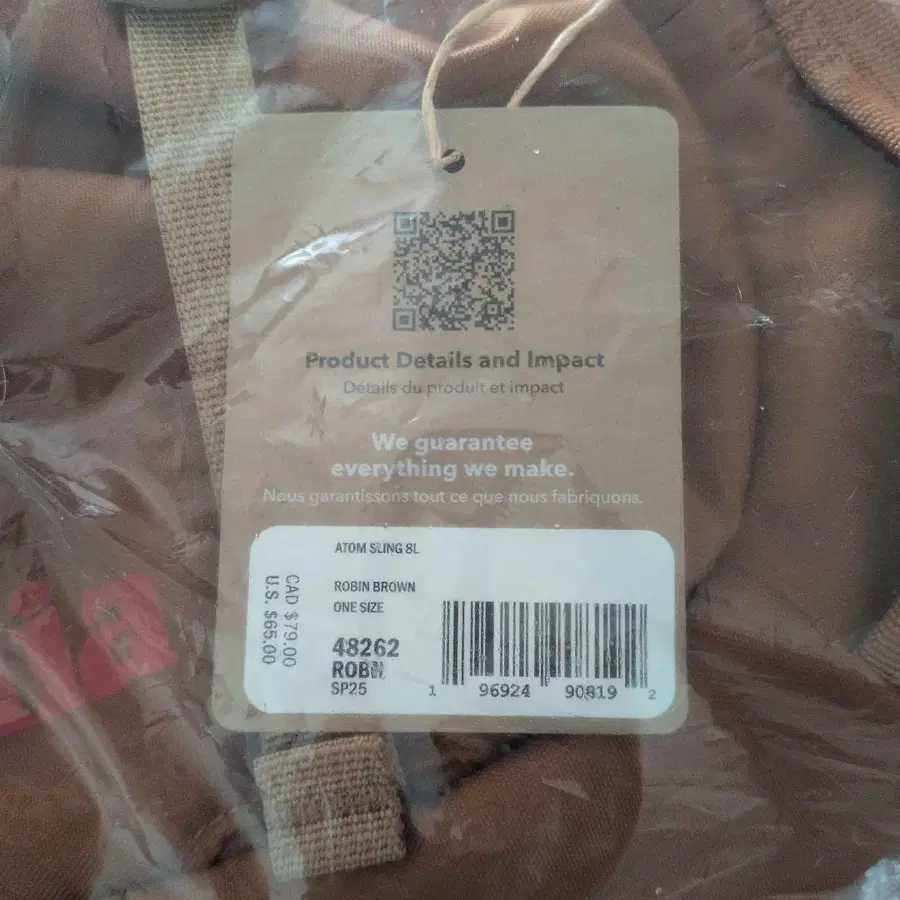 Product Details and Impact
Détails du produit et impact
We guarantee
everything we make.
Nous garantissons tout ce que nous fabriquons.
ATOM SLING 8L
ROBIN BROWN
ONE SIZE
48262
ROBN
SP25
CAD $79.00
U.S. $65.00
1 96924 90819 2
ia